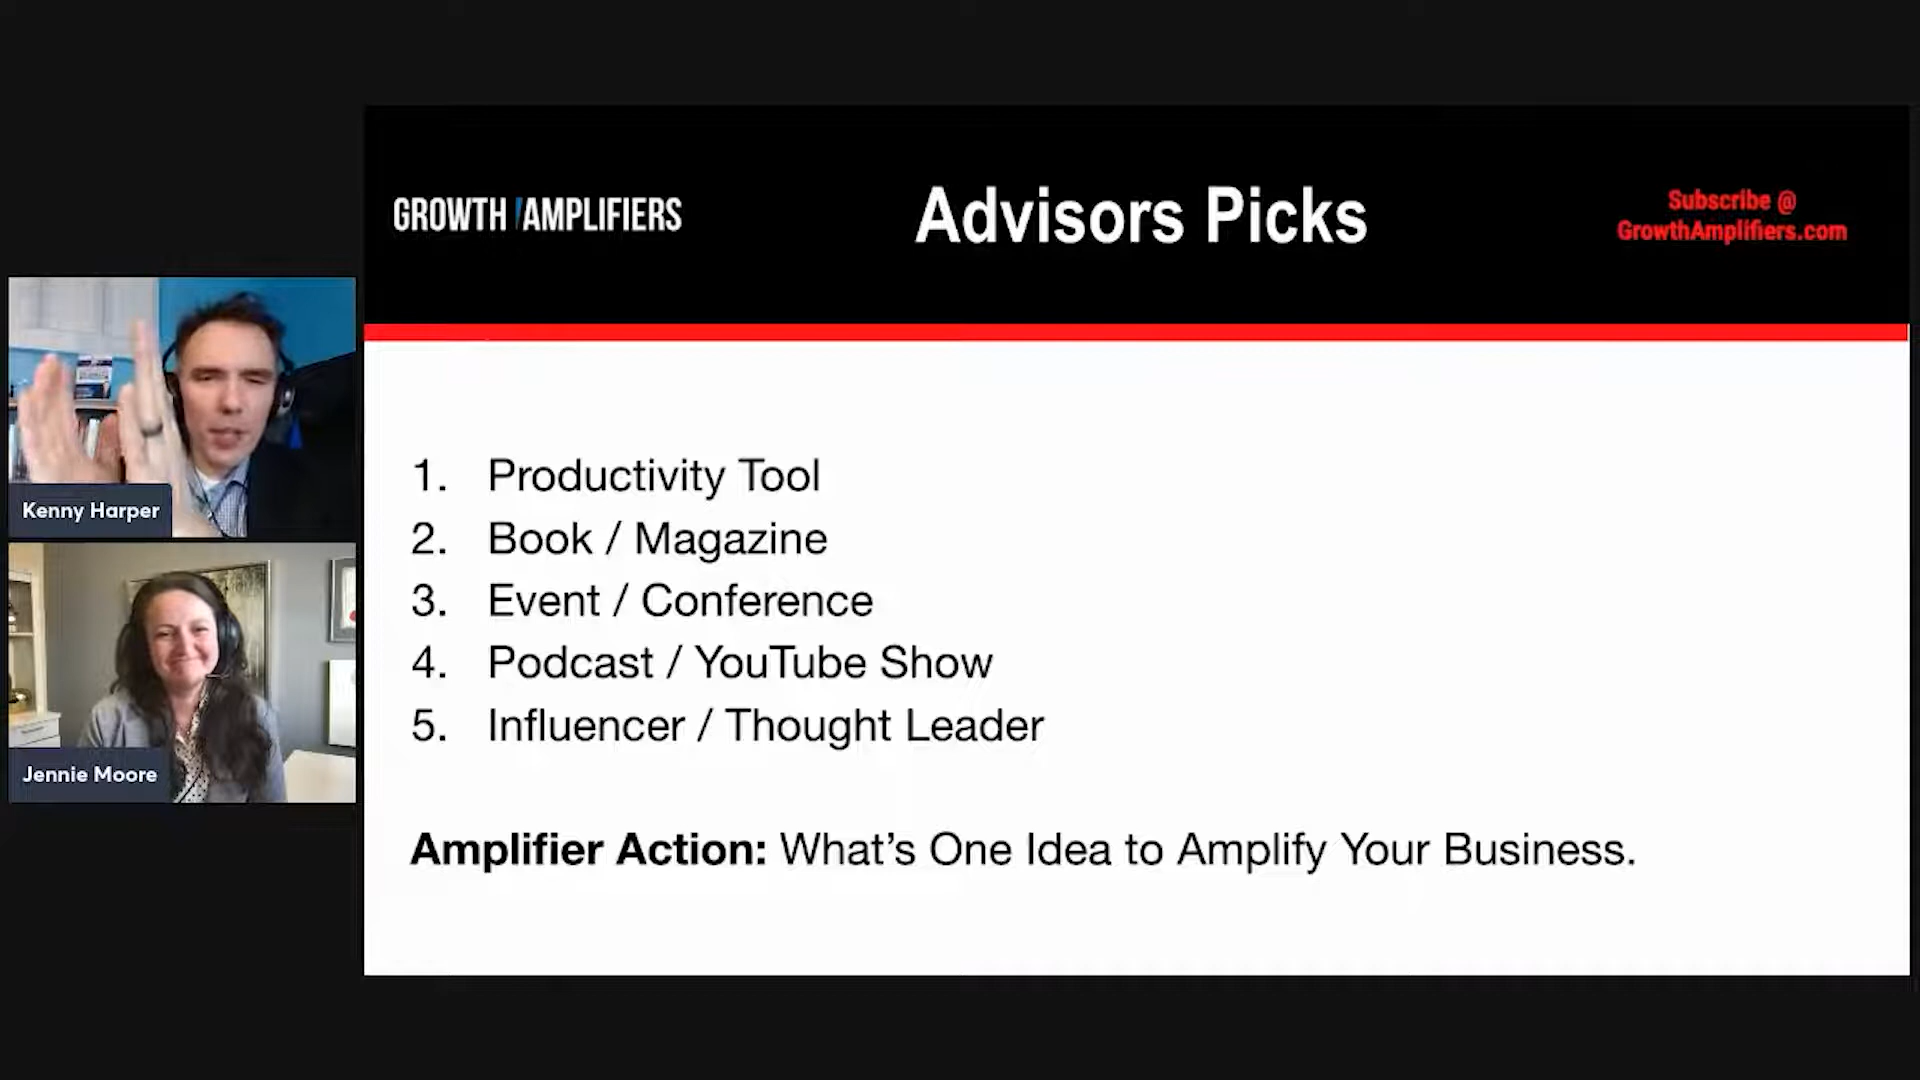 GROWTH AMPLIFIERS
Advisors Picks
Subscribe @
GrowthAmplifiers.com
Kenny Harper
Jennie Moore
1. Productivity Tool
2. Book / Magazine
3. Event / Conference
4. Podcast / YouTube Show
5. Influencer / Thought Leader
Amplifier Action: What’s One Idea to Amplify Your Business.